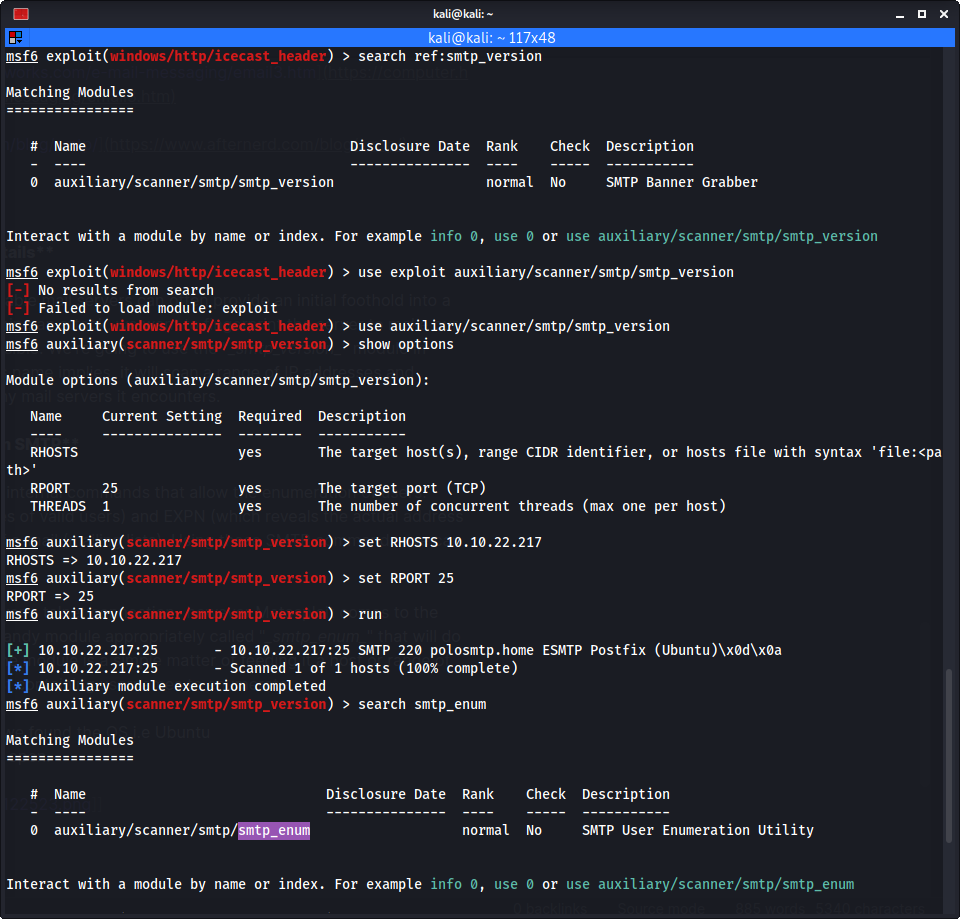 kali@kali: ~
kali@kali: ~ 117x48
msf6 exploit(windows/http/icecast_header) > search ref:smtp_version
Matching Modules
================
# Name Disclosure Date Rank Check Description
- ---- --------------- ---- ----- -----------
0 auxiliary/scanner/smtp/smtp_version normal No SMTP Banner Grabber
Interact with a module by name or index. For example info 0, use 0 or use auxiliary/scanner/smtp/smtp_version
msf6 exploit(windows/http/icecast_header) > use exploit auxiliary/scanner/smtp/smtp_version
[-] No results from search
[-] Failed to load module: exploit
msf6 exploit(windows/http/icecast_header) > use auxiliary/scanner/smtp/smtp_version
msf6 auxiliary(scanner/smtp/smtp_version) > show options
Module options (auxiliary/scanner/smtp/smtp_version):
Name Current Setting Required Description
---- --------------- -------- -----------
RHOSTS yes The target host(s), range CIDR identifier, or hosts file with syntax 'file:<pa
th>'
RPORT 25 yes The target port (TCP)
THREADS 1 yes The number of concurrent threads (max one per host)
msf6 auxiliary(scanner/smtp/smtp_version) > set RHOSTS 10.10.22.217
RHOSTS => 10.10.22.217
msf6 auxiliary(scanner/smtp/smtp_version) > set RPORT 25
RPORT => 25
msf6 auxiliary(scanner/smtp/smtp_version) > run
[+] 10.10.22.217:25 - 10.10.22.217:25 SMTP 220 polosmtp.home ESMTP Postfix (Ubuntu)\x0d\x0a
[*] 10.10.22.217:25 - Scanned 1 of 1 hosts (100% complete)
[*] Auxiliary module execution completed
msf6 auxiliary(scanner/smtp/smtp_version) > search smtp_enum
Matching Modules
================
# Name Disclosure Date Rank Check Description
- ---- --------------- ---- ----- -----------
0 auxiliary/scanner/smtp/smtp_enum normal No SMTP User Enumeration Utility
Interact with a module by name or index. For example info 0, use 0 or use auxiliary/scanner/smtp/smtp_enum